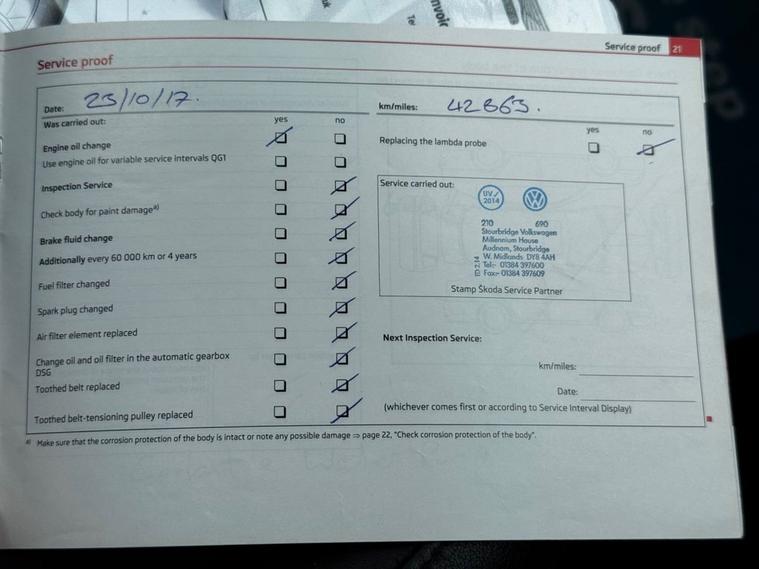 nvoic
Te
Service proof 21
Service proof
Date: 23/10/17.
km/miles: 42863.
Was carried out: yes no
yes no
Engine oil change
Use engine oil for variable service intervals QG1
Replacing the lambda probe
Inspection Service
Check body for paint damage a)
Brake fluid change
Additionally every 60 000 km or 4 years
Fuel filter changed
Spark plug changed
Air filter element replaced
Change oil and oil filter in the automatic gearbox
DSG
Toothed belt replaced
Toothed belt-tensioning pulley replaced
Service carried out:
UV
2014
210 690
Stourbridge Volkswagen
Millennium House
Audnam, Stourbridge
W. Midlands DY8 4AH
Tel:- 01384 397600
Fax:- 01384 397609
Stamp Škoda Service Partner
Next Inspection Service:
km/miles:
Date:
(whichever comes first or according to Service Interval Display)
a) Make sure that the corrosion protection of the body is intact or note any possible damage ⇒ page 22, "Check corrosion protection of the body".